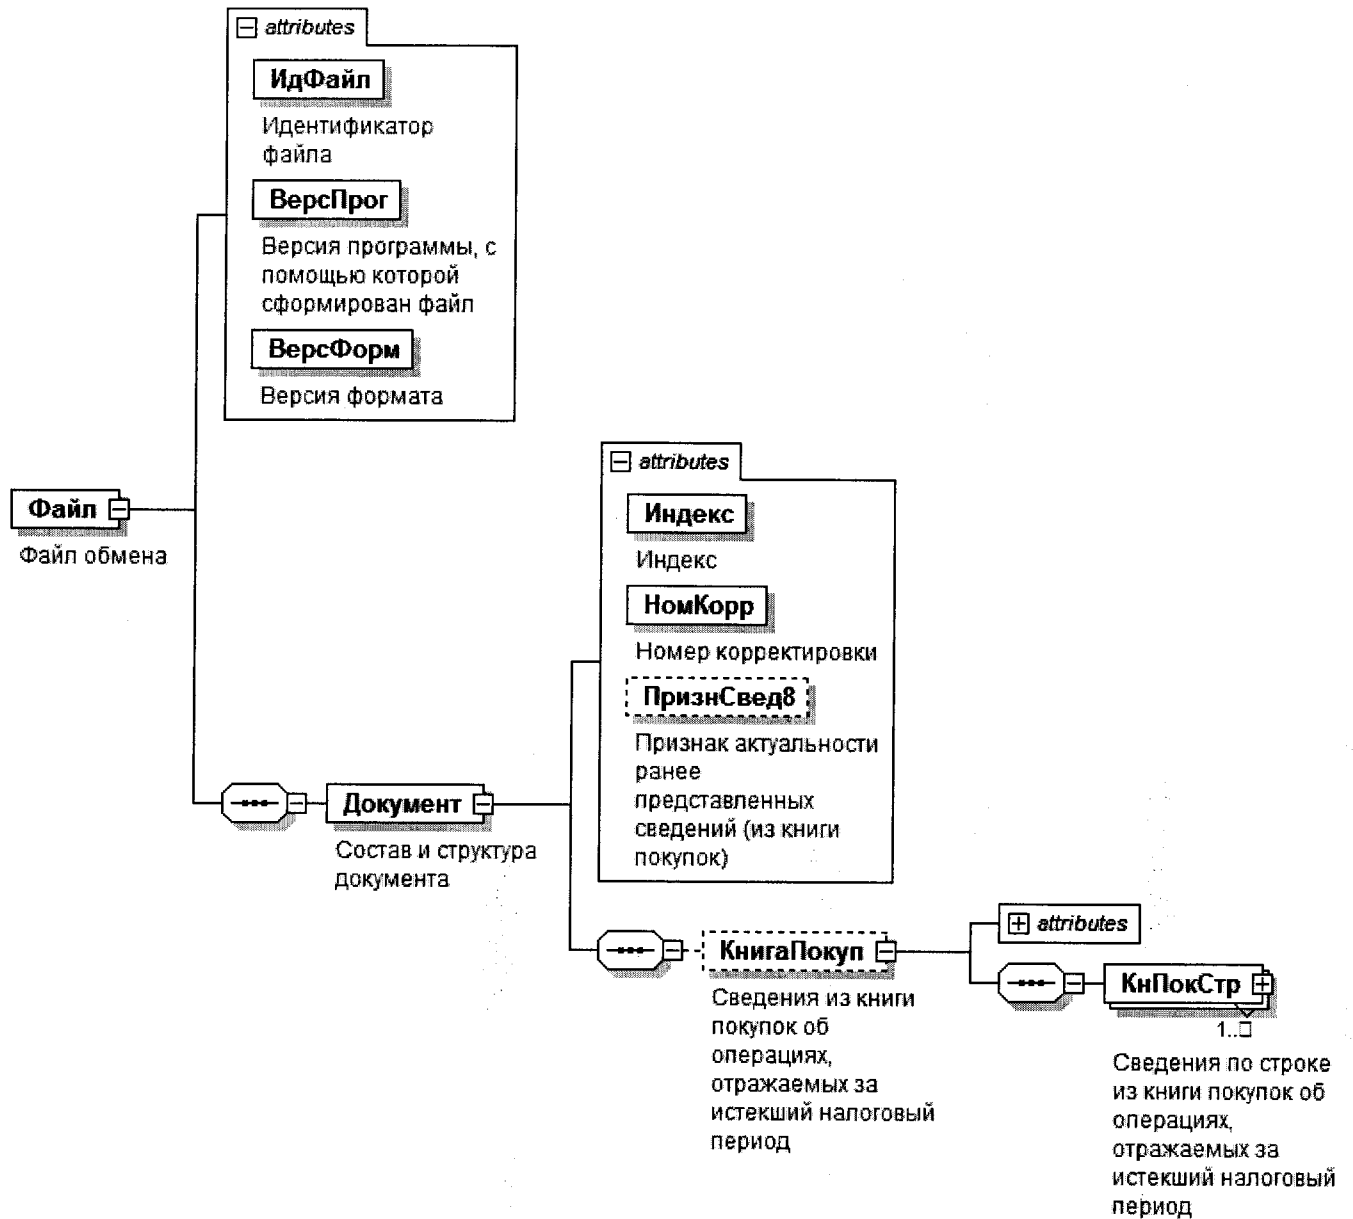 attributes
ИдФайл
Идентификатор
файла
ВерсПрог
Версия программы, с
помощью которой
сформирован файл
ВерсФорм
Версия формата
Файл
Файл обмена
attributes
Индекс
Индекс
НомКорр
Номер корректировки
ПризнСвед8
Признак актуальности
ранее
представленных
сведений (из книги
покупок)
Документ
Состав и структура
документа
attributes
КнигаПокуп
Сведения из книги
покупок об
операциях,
отражаемых за
истекший налоговый
период
КнПокСтр
1..□
Сведения по строке
из книги покупок об
операциях,
отражаемых за
истекший налоговый
период